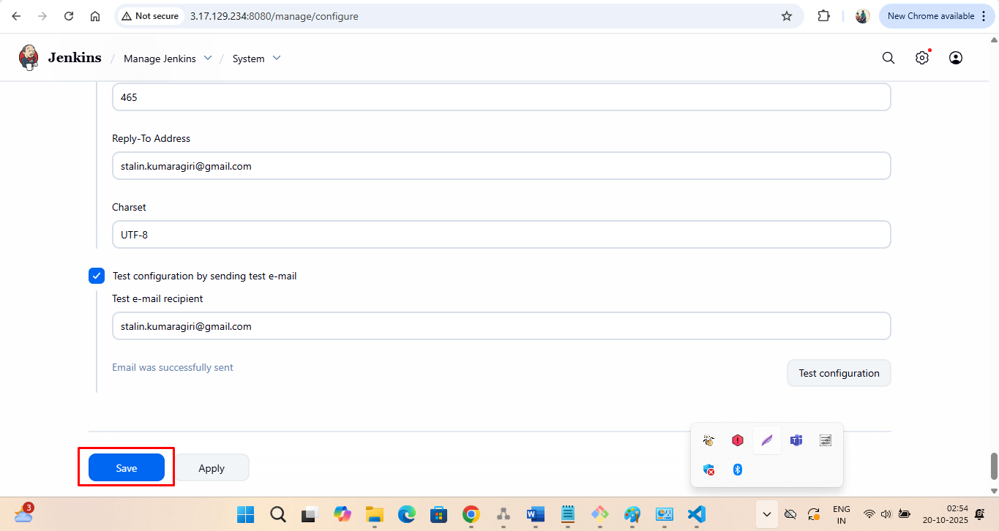 Not secure
3.17.129.234:8080/manage/configure
New Chrome available
Jenkins / Manage Jenkins / System
465
Reply-To Address
stalin.kumaragiri@gmail.com
Charset
UTF-8
Test configuration by sending test e-mail
Test e-mail recipient
stalin.kumaragiri@gmail.com
Email was successfully sent
Test configuration
Save
Apply
3
ENG
IN
02:54
20-10-2025